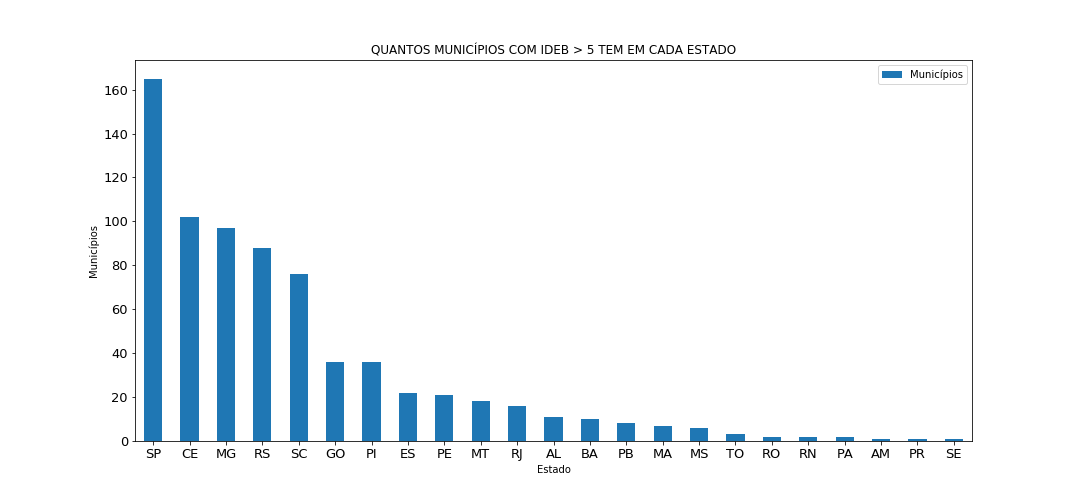 QUANTOS MUNICÍPIOS COM IDEB > 5 TEM EM CADA ESTADO
Municípios
160
140
120
100
80
60
40
20
0
Municípios
SP CE MG RS SC GO PI ES PE MT RJ AL BA PB MA MS TO RO RN PA AM PR SE
Estado